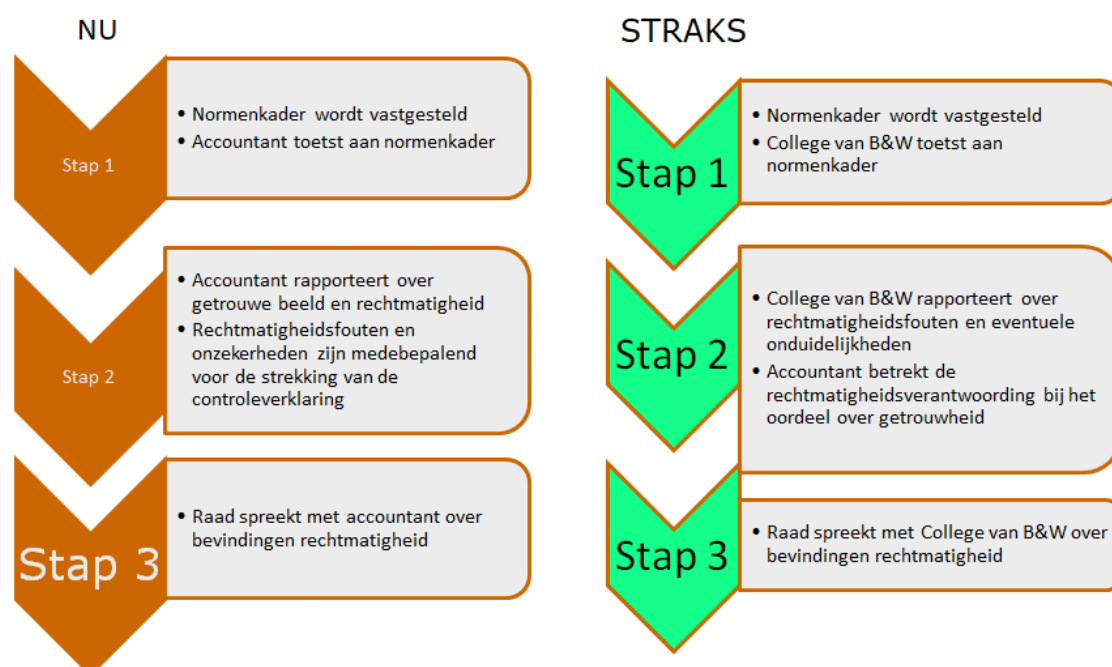 NU
Stap 1
• Normenkader wordt vastgesteld
• Accountant toetst aan normenkader
Stap 2
• Accountant rapporteert over
getrouwe beeld en rechtmatigheid
• Rechtmatigheidsfouten en
onzekerheden zijn medebepalend
voor de strekking van de
controleverklaring
Stap 3
• Raad spreekt met accountant over
bevindingen rechtmatigheid
STRAKS
Stap 1
• Normenkader wordt vastgesteld
• College van B&W toetst aan
normenkader
Stap 2
• College van B&W rapporteert over
rechtmatigheidsfouten en eventuele
onduidelijkheden
• Accountant betrekt de
rechtmatigheidsverantwoording bij het
oordeel over getrouwheid
Stap 3
• Raad spreekt met College van B&W over
bevindingen rechtmatigheid